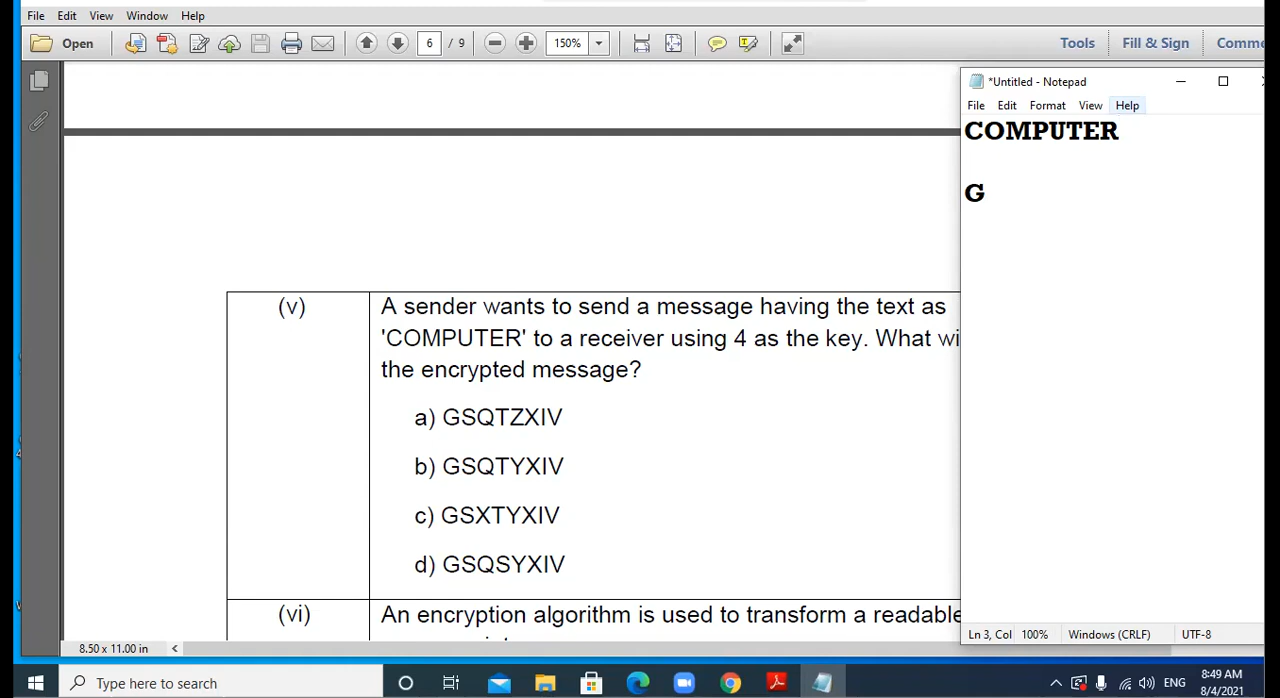 File Edit View Window Help
Open 6 / 9 150% Tools Fill & Sign Comme
*Untitled - Notepad
File Edit Format View Help
COMPUTER
G
(v) A sender wants to send a message having the text as
'COMPUTER' to a receiver using 4 as the key. What wi
the encrypted message?
a) GSQTZXIV
b) GSQTYXIV
c) GSXTYXIV
d) GSQSYXIV
(vi) An encryption algorithm is used to transform a readable
8.50 x 11.00 in
Ln 3, Col 100% Windows (CRLF) UTF-8
Type here to search
ENG
8:49 AM
8/4/2021